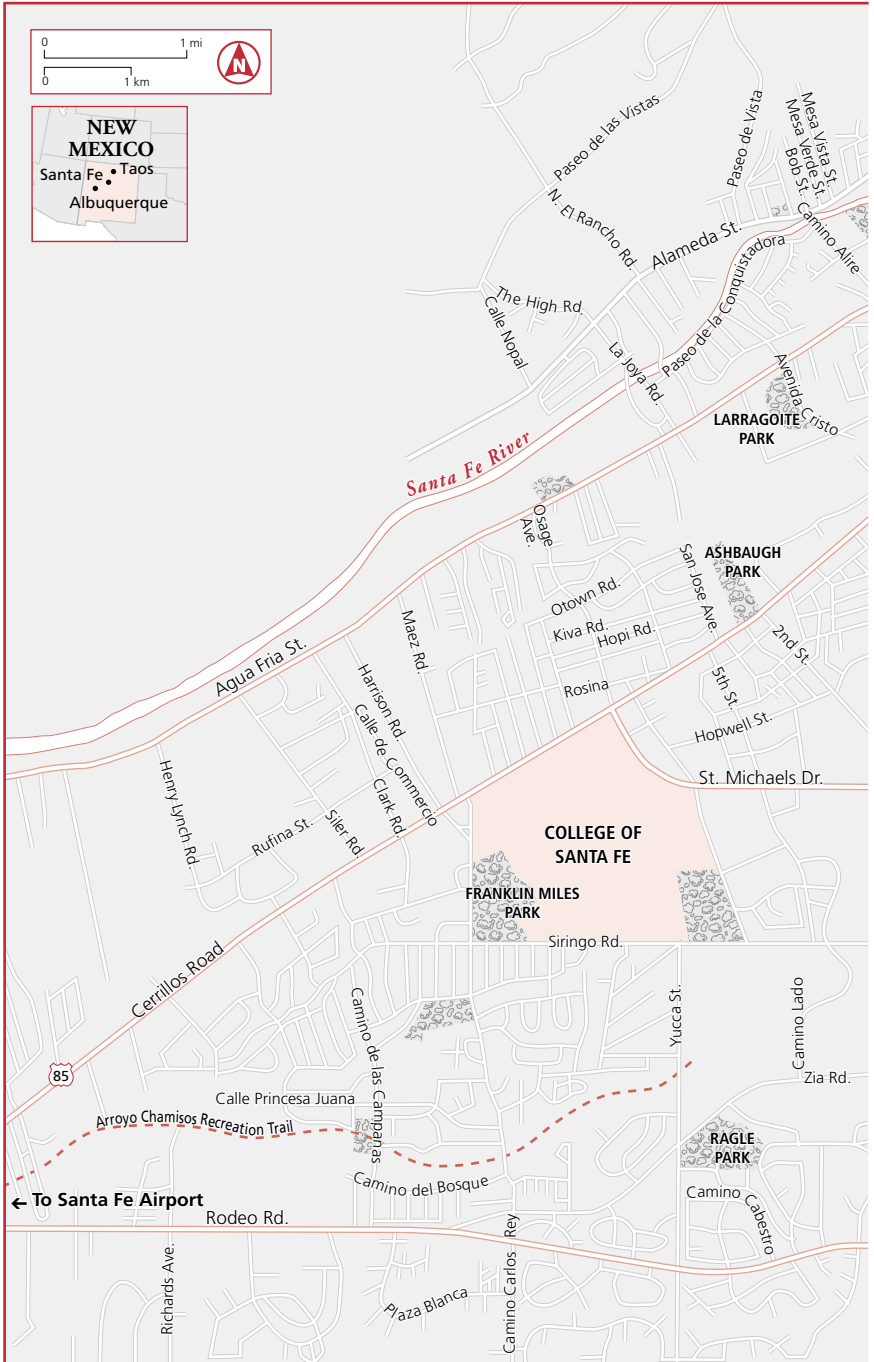 0
1 mi
0
1 km
N
NEW
MEXICO
Santa Fe
Taos
Albuquerque
Paseo de las Vistas
Paseo de Vista
Mesa Vista St.
Mesa Verde St.
Bob St.
Camino Alire
N. El Rancho Rd.
Alameda St.
Paseo de la Conquistadora
The High Rd.
Calle Nopal
La Joya Rd.
Avenida Cristo
LARRAGOITE
PARK
Santa Fe River
Osage
Ave.
ASHBAUGH
PARK
San Jose Ave.
Otown Rd.
Kiva Rd.
Hopi Rd.
2nd St.
Maez Rd.
Agua Fria St.
Harrison Rd.
Rosina
5th St.
Hopwell St.
Calle de Commercio
St. Michaels Dr.
Henry Lynch Rd.
Clark Rd.
Siler Rd.
Rufina St.
COLLEGE OF
SANTA FE
FRANKLIN MILES
PARK
Siringo Rd.
Cerrillos Road
Camino de las Campanas
Yucca St.
Camino Lado
85
Zia Rd.
Calle Princesa Juana
Arroyo Chamisos Recreation Trail
RAGLE
PARK
Camino del Bosque
Camino Cabestro
← To Santa Fe Airport
Rodeo Rd.
Richards Ave.
Camino Carlos Rey
Plaza Blanca